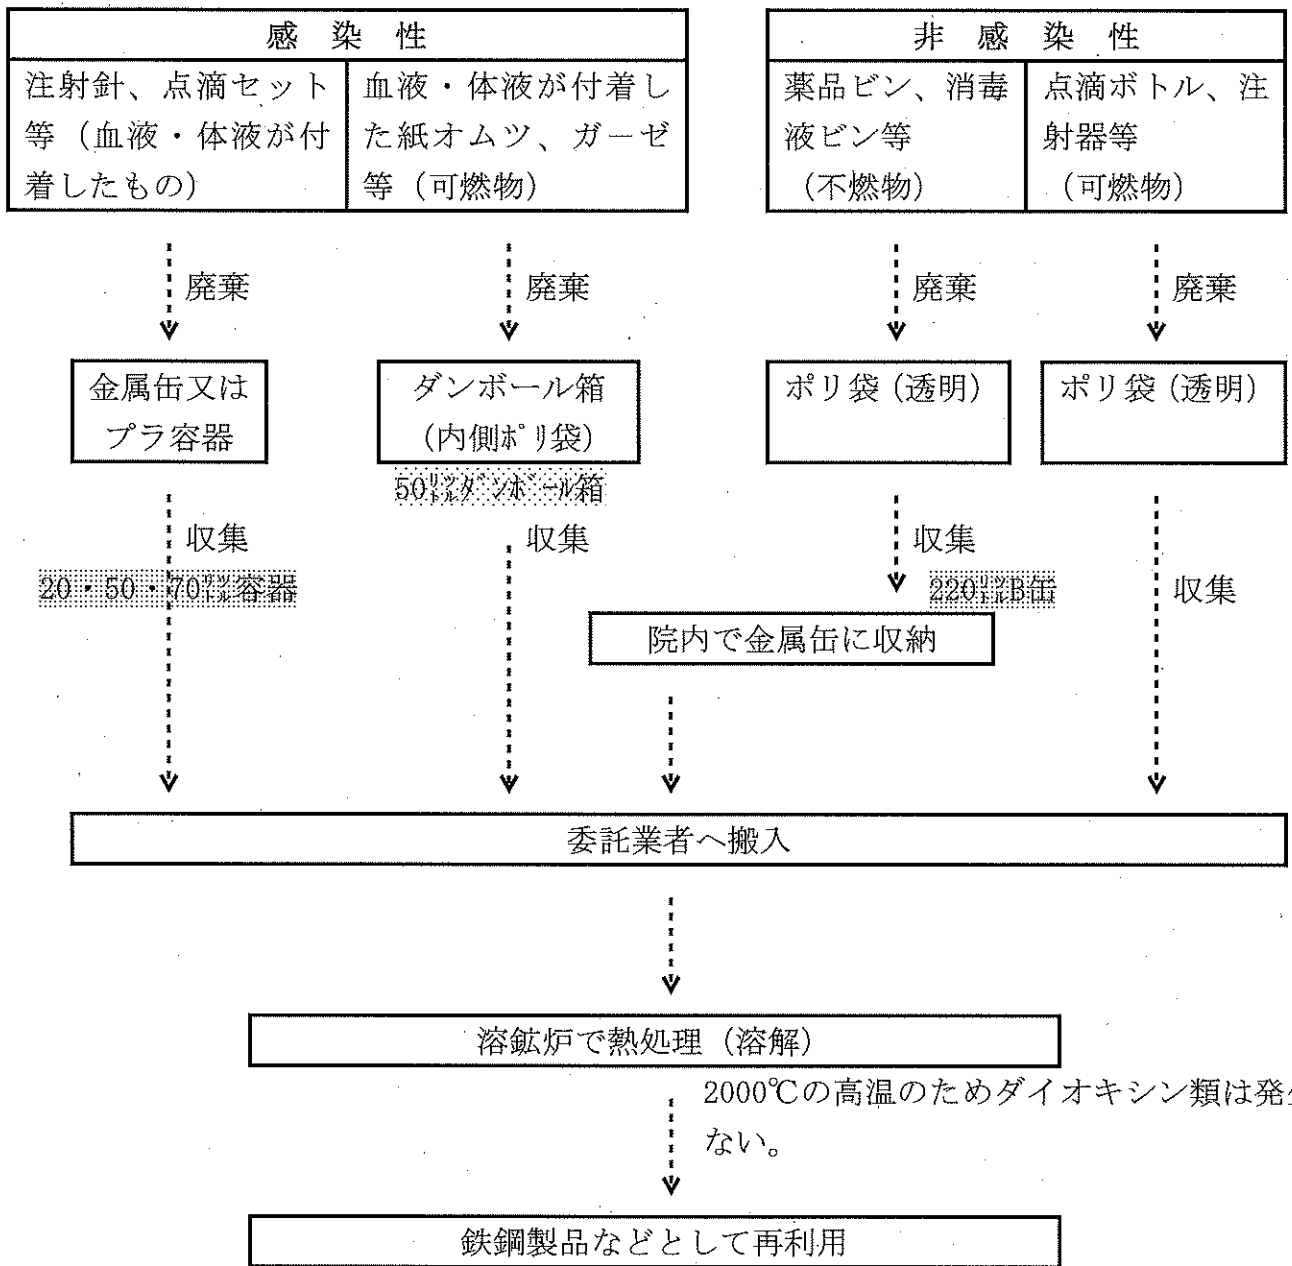 感 染 性
非 感 染 性
注射針、点滴セット
等（血液・体液が付
着したもの）
血液・体液が付着し
た紙オムツ、ガーゼ
等（可燃物）
薬品ビン、消毒
液ビン等
（不燃物）
点滴ボトル、注
射器等
（可燃物）
廃棄
廃棄
廃棄
廃棄
金属缶又は
プラ容器
ダンボール箱
（内側ﾎﾟﾘ袋）
ポリ袋（透明）
ポリ袋（透明）
50㍑ﾀﾞﾝﾎﾞｰﾙ箱
収集
収集
収集
収集
20・50・70㍑容器
220㍑B缶
院内で金属缶に収納
委託業者へ搬入
溶鉱炉で熱処理（溶解）
2000℃の高温のためダイオキシン類は発
ない。
鉄鋼製品などとして再利用